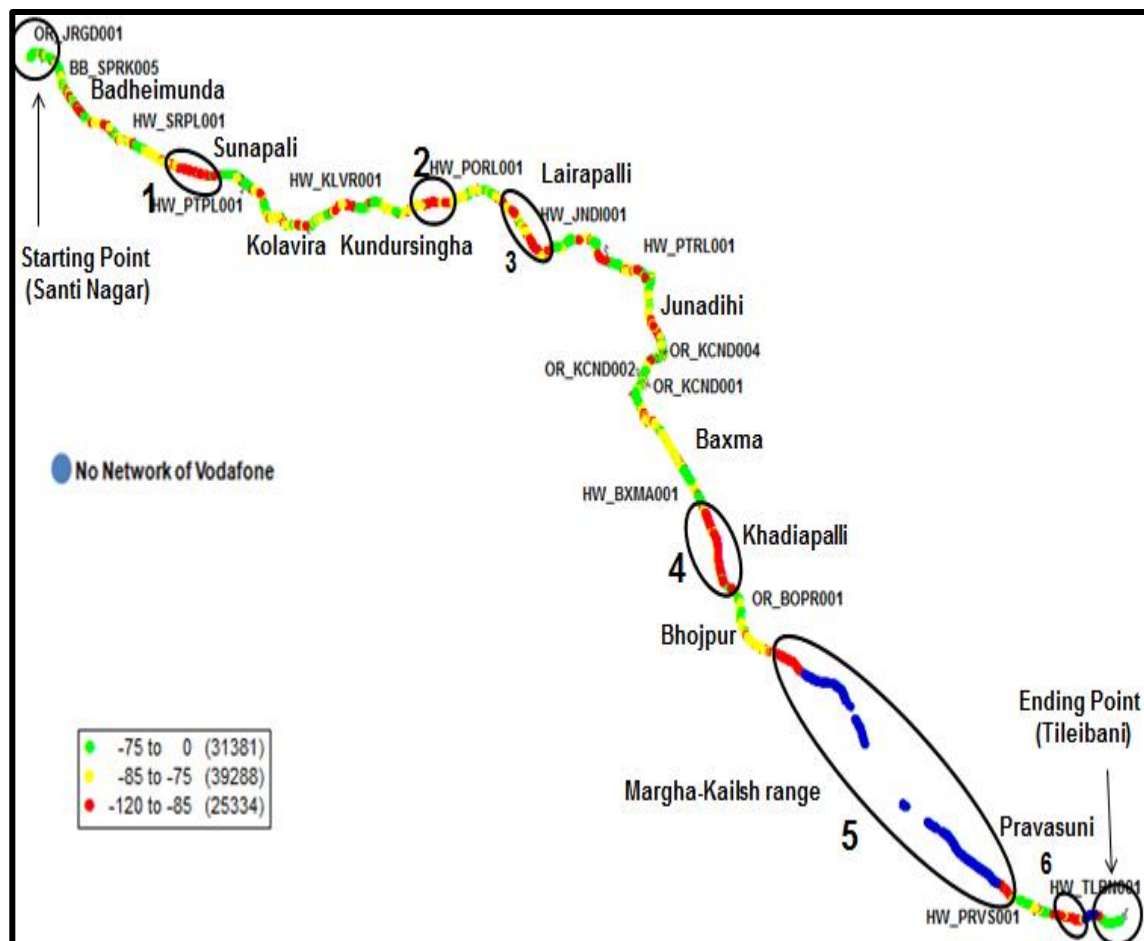 OR_JRGD001
BB_SPRK005
Badheimunda
HW_SRPL001
Sunapali
1
HW_PTPL001
2
HW_PORL001
Lairapalli
HW_KLVR001
HW_JNDI001
Kolavira
Kundursingha
3
HW_PTRL001
Starting Point
(Santi Nagar)
Junadihi
OR_KCND004
OR_KCND002
OR_KCND001
Baxma
No Network of Vodafone
HW_BXMA001
Khadiapalli
4
OR_BOPR001
Bhojpur
Ending Point
(Tileibani)
-75 to 0 (31381)
-85 to -75 (39288)
-120 to -85 (25334)
Margha-Kailsh range
5
Pravasuni
6
HW_TLBN001
HW_PRVS001